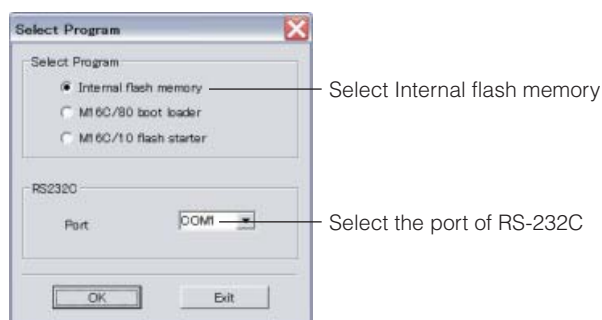 Select Program
Select Program
Internal flash memory
Select Internal flash memory
M16C/80 boot loader
M16C/10 flash starter
RS232C
Port
COM1
Select the port of RS-232C
OK
Exit